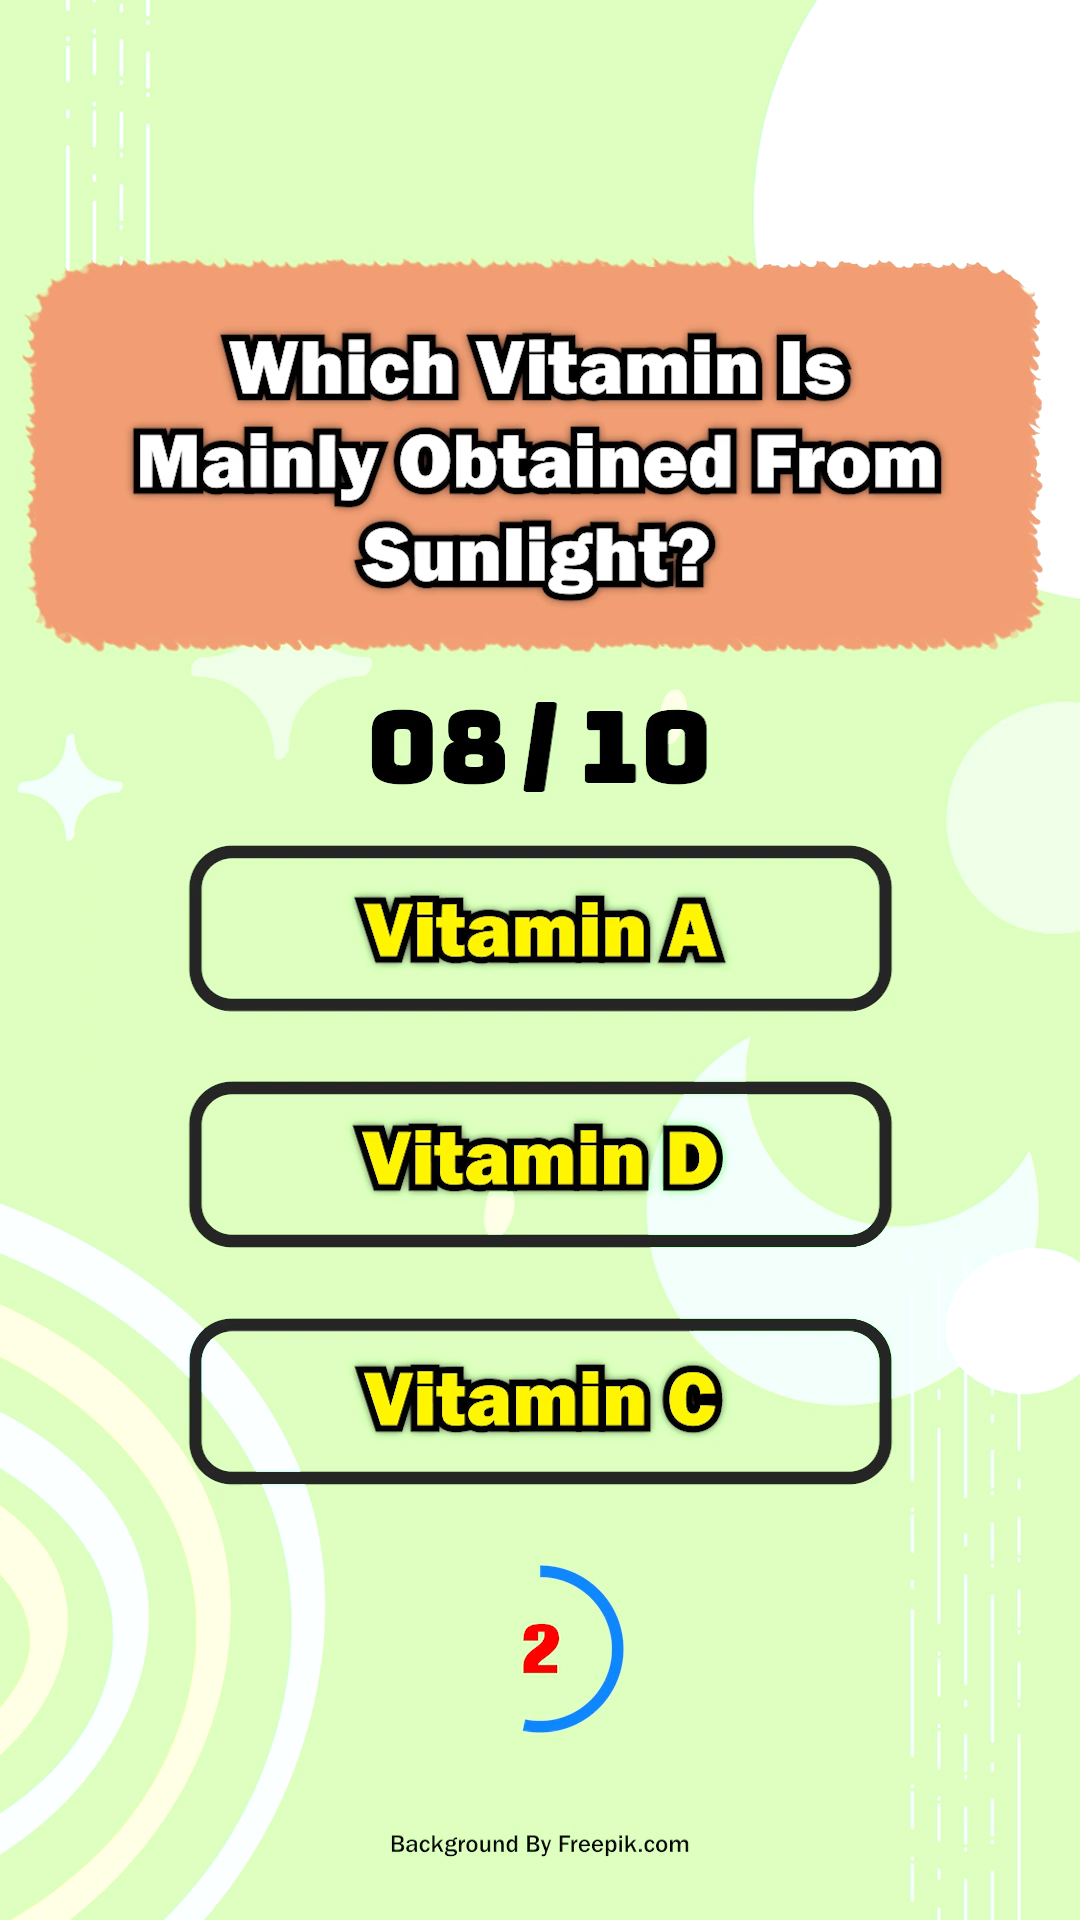 Which Vitamin Is
Mainly Obtained From
Sunlight?
08/10
Vitamin A
Vitamin D
Vitamin C
2
Background By Freepik.com